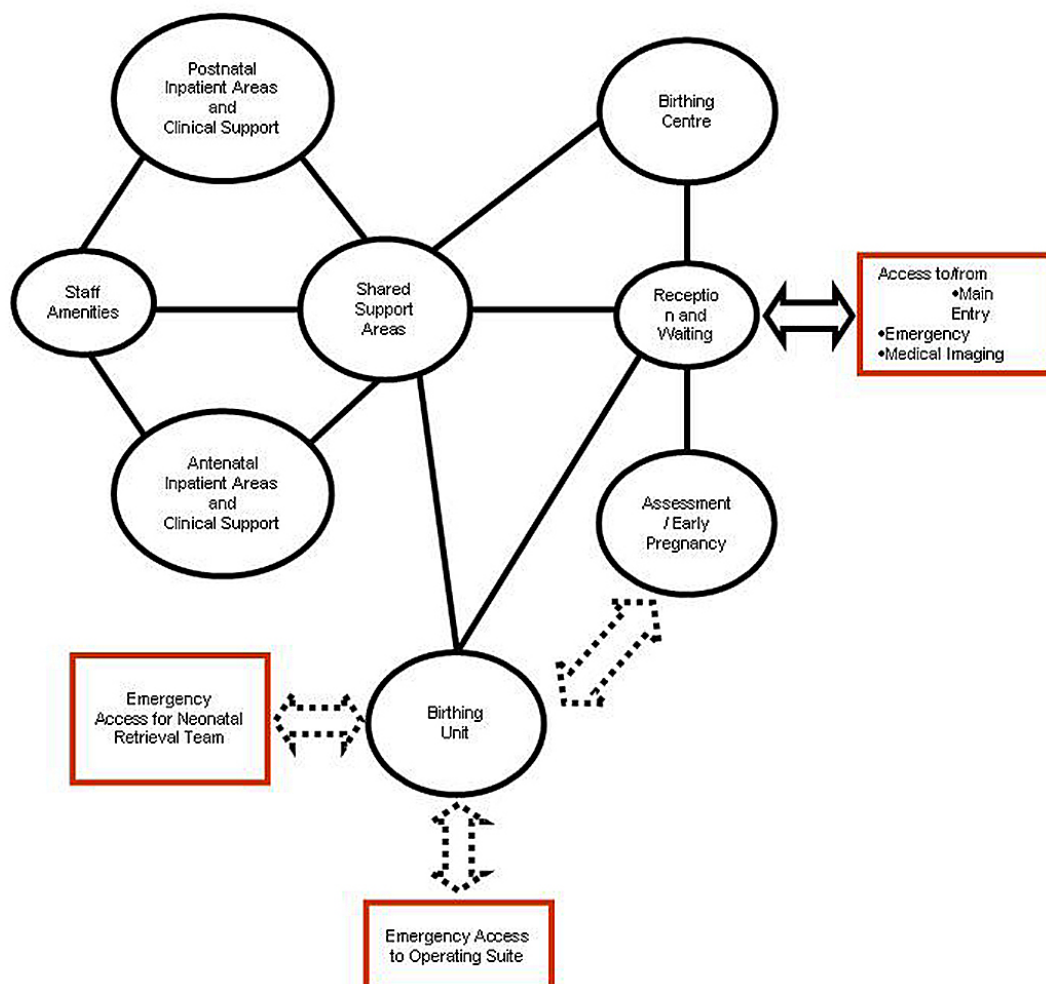 Postnatal
Inpatient Areas
and
Clinical Support
Birthing
Centre
Staff
Amenities
Shared
Support
Areas
Receptio
n and
Waiting
Access to/from
•Main
Entry
•Emergency
•Medical Imaging
Antenatal
Inpatient Areas
and
Clinical Support
Assessment
/ Early
Pregnancy
Emergency
Access for Neonatal
Retrieval Team
Birthing
Unit
Emergency Access
to Operating Suite